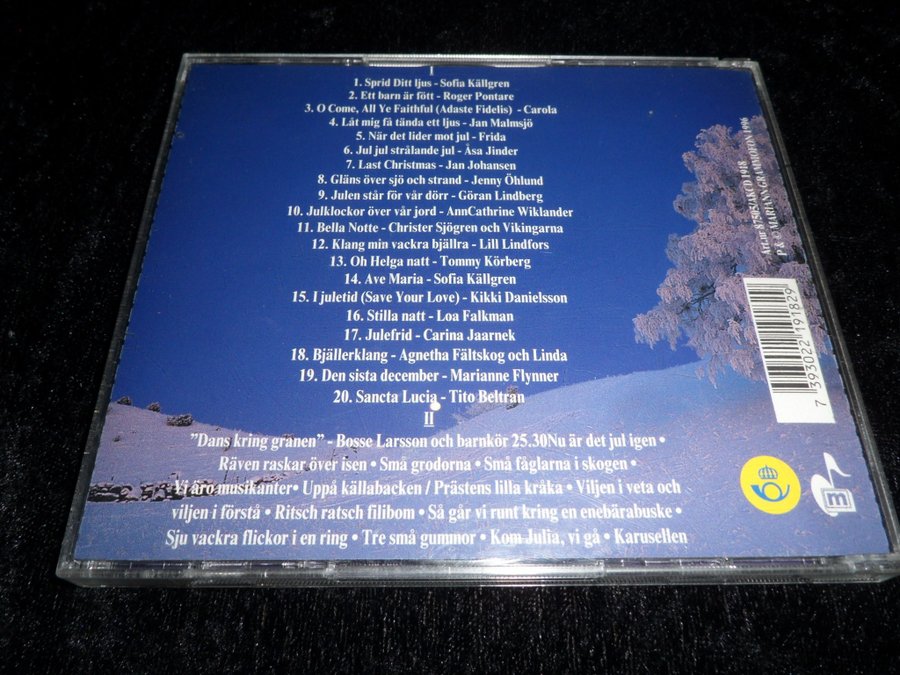 I
1. Sprid Ditt ljus - Sofia Källgren
2. Ett barn är fött - Roger Pontare
3. O Come, All Ye Faithful (Adaste Fidelis) - Carola
4. Låt mig få tända ett ljus - Jan Malmsjö
5. När det lider mot jul - Frida
6. Jul jul strålande jul - Åsa Jinder
7. Last Christmas - Jan Johansen
8. Gläns över sjö och strand - Jenny Öhlund
9. Julen står för vår dörr - Göran Lindberg
10. Julklockor över vår jord - AnnCathrine Wiklander
11. Bella Notte - Christer Sjögren och Vikingarna
12. Klang min vackra bjällra - Lill Lindfors
13. Oh Helga natt - Tommy Körberg
14. Ave Maria - Sofia Källgren
15. I juletid (Save Your Love) - Kikki Danielsson
16. Stilla natt - Loa Falkman
17. Julefrid - Carina Jaarnek
18. Bjällerklang - Agnetha Fältskog och Linda
19. Den sista december - Marianne Flynner
20. Sancta Lucia - Tito Beltran
II
"Dans kring granen" - Bosse Larsson och barnkör 25.30Nu är det jul igen •
Räven raskar över isen • Små grodorna • Små fåglarna i skogen •
Vi äro musikanter• Uppå källabacken / Prästens lilla kråka • Viljen i veta och
viljen i förstå • Ritsch ratsch filibom • Så går vi runt kring en enebärabuske •
Sju vackra flickor i en ring • Tre små gummor • Kom Julia, vi gå • Karusellen
Art.nr
CD 1918
P & © MARIANN GRAMMOFON 1996
7 393022 191829
m